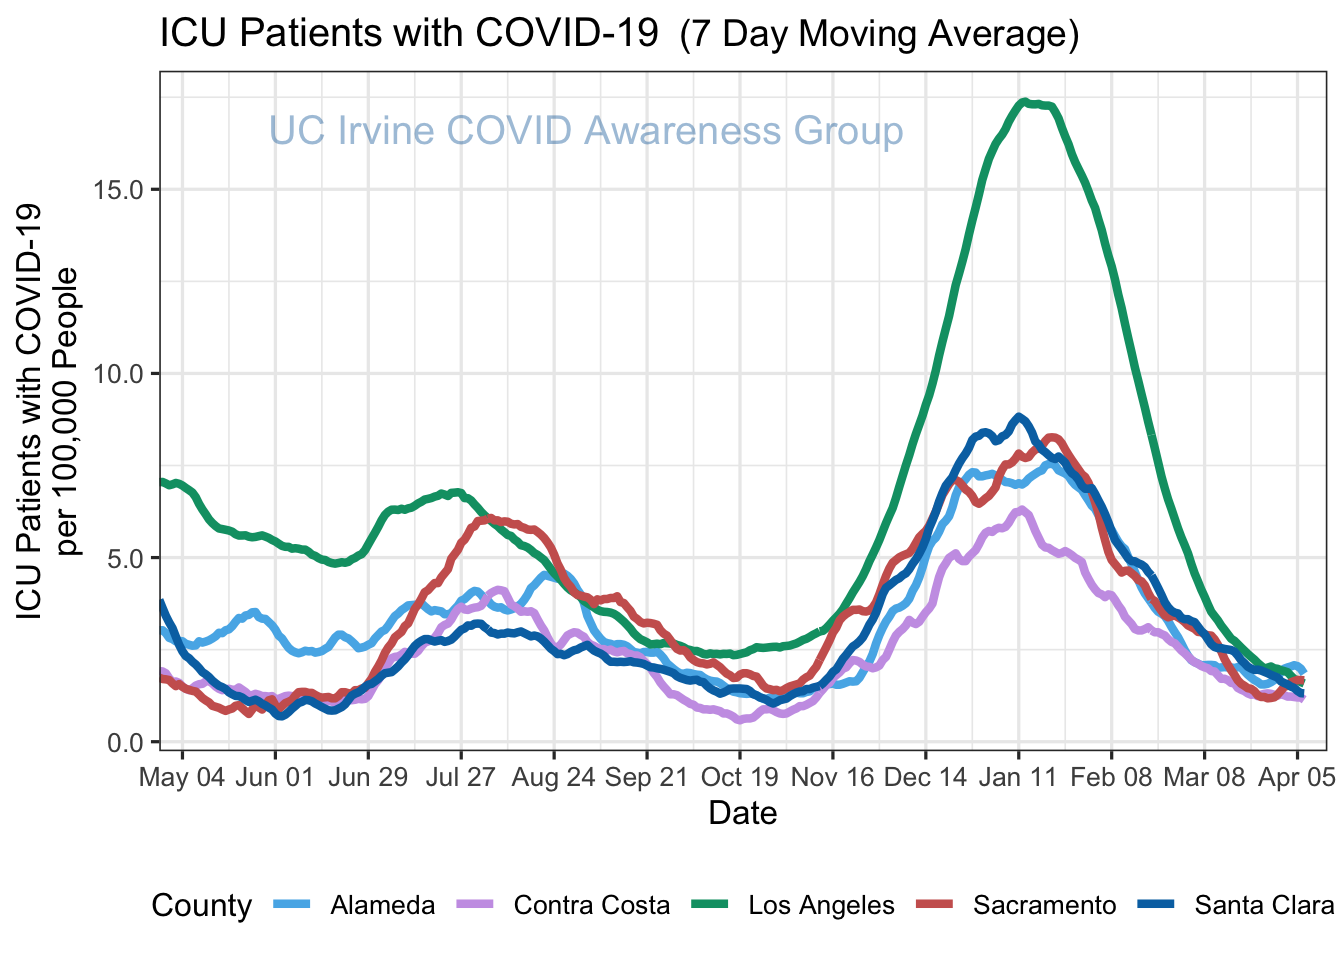 ICU Patients with COVID-19 (7 Day Moving Average)
UC Irvine COVID Awareness Group
ICU Patients with COVID-19
per 100,000 People
15.0
10.0
5.0
0.0
May 04 Jun 01 Jun 29 Jul 27 Aug 24 Sep 21 Oct 19 Nov 16 Dec 14 Jan 11 Feb 08 Mar 08 Apr 05
Date
County Alameda Contra Costa Los Angeles Sacramento Santa Clara